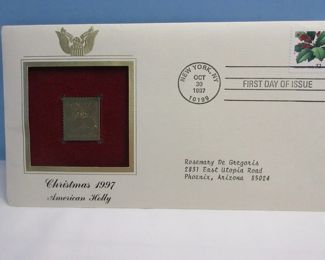 NEW YORK, NY
OCT
30
1997
10199
FIRST DAY OF ISSUE
Christmas 1997
American Holly
Rosemary De Gregoris
2851 East Utopia Road
Phoenix, Arizona 85024